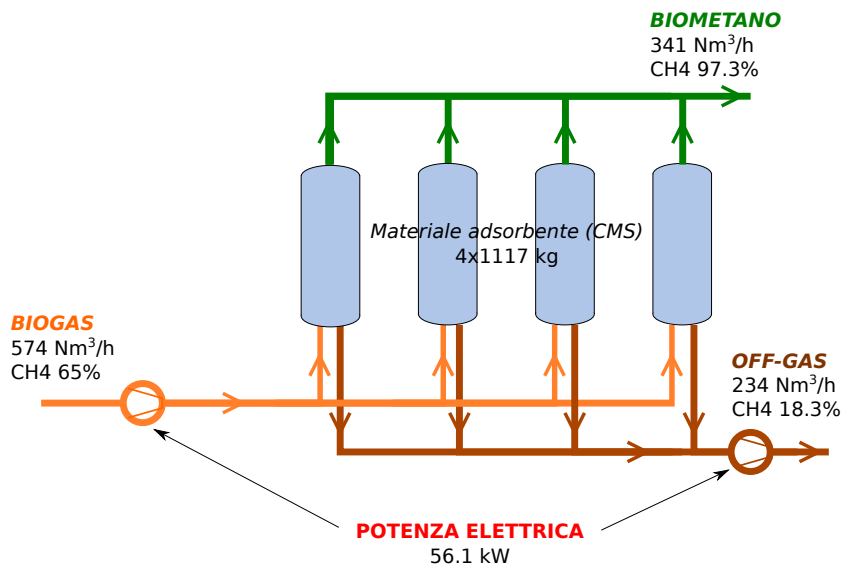 BIOMETANO
341 Nm³/h
CH4 97.3%
Materiale adsorbente (CMS)
4x1117 kg
BIOGAS
574 Nm³/h
CH4 65%
OFF-GAS
234 Nm³/h
CH4 18.3%
POTENZA ELETTRICA
56.1 kW